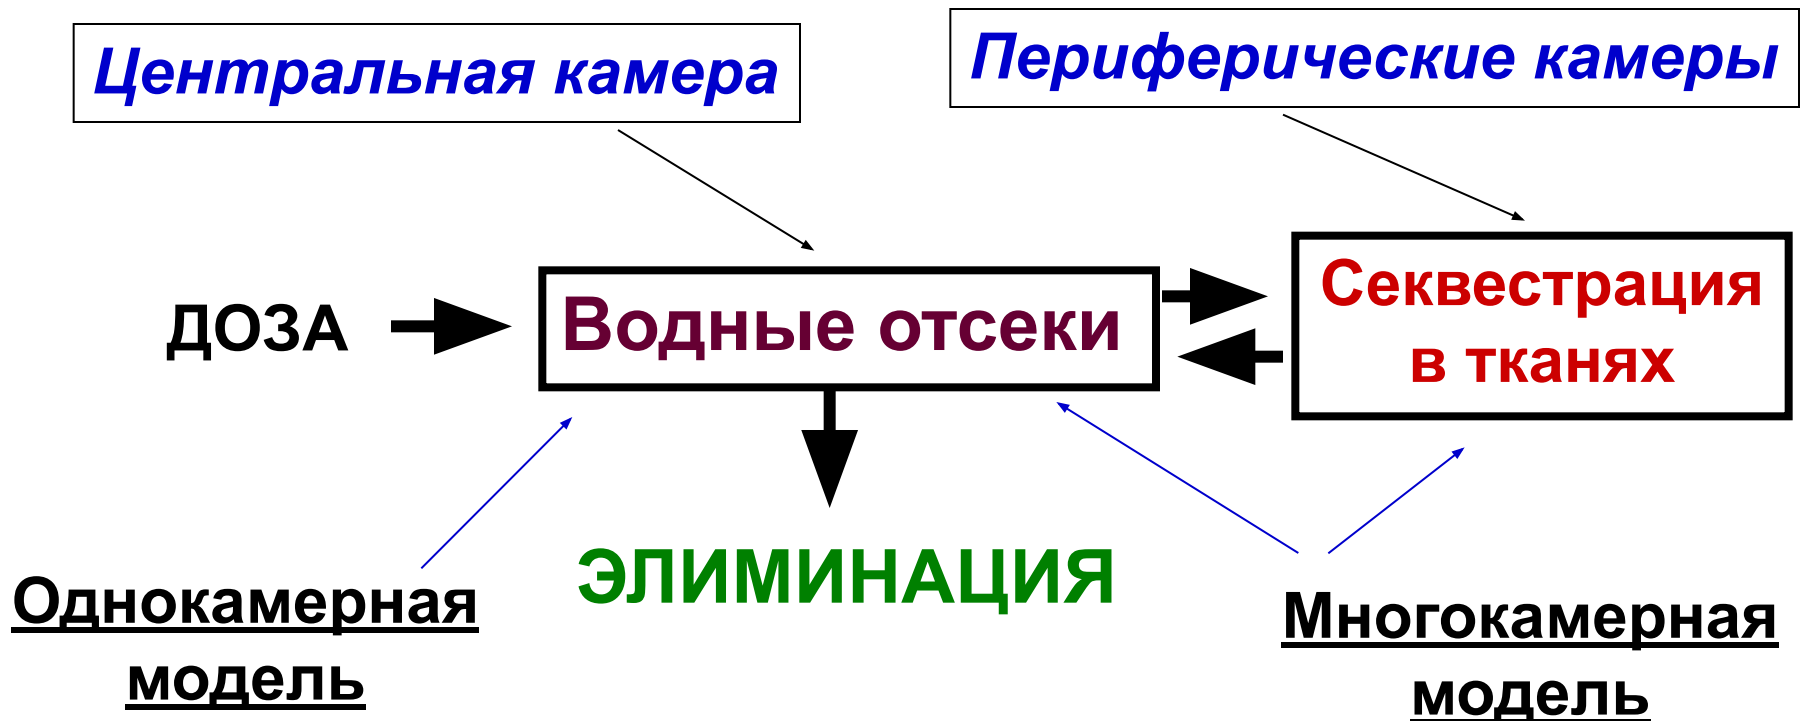 Центральная камера
Периферические камеры
ДОЗА
Водные отсеки
Секвестрация
в тканях
ЭЛИМИНАЦИЯ
Однокамерная
модель
Многокамерная
модель